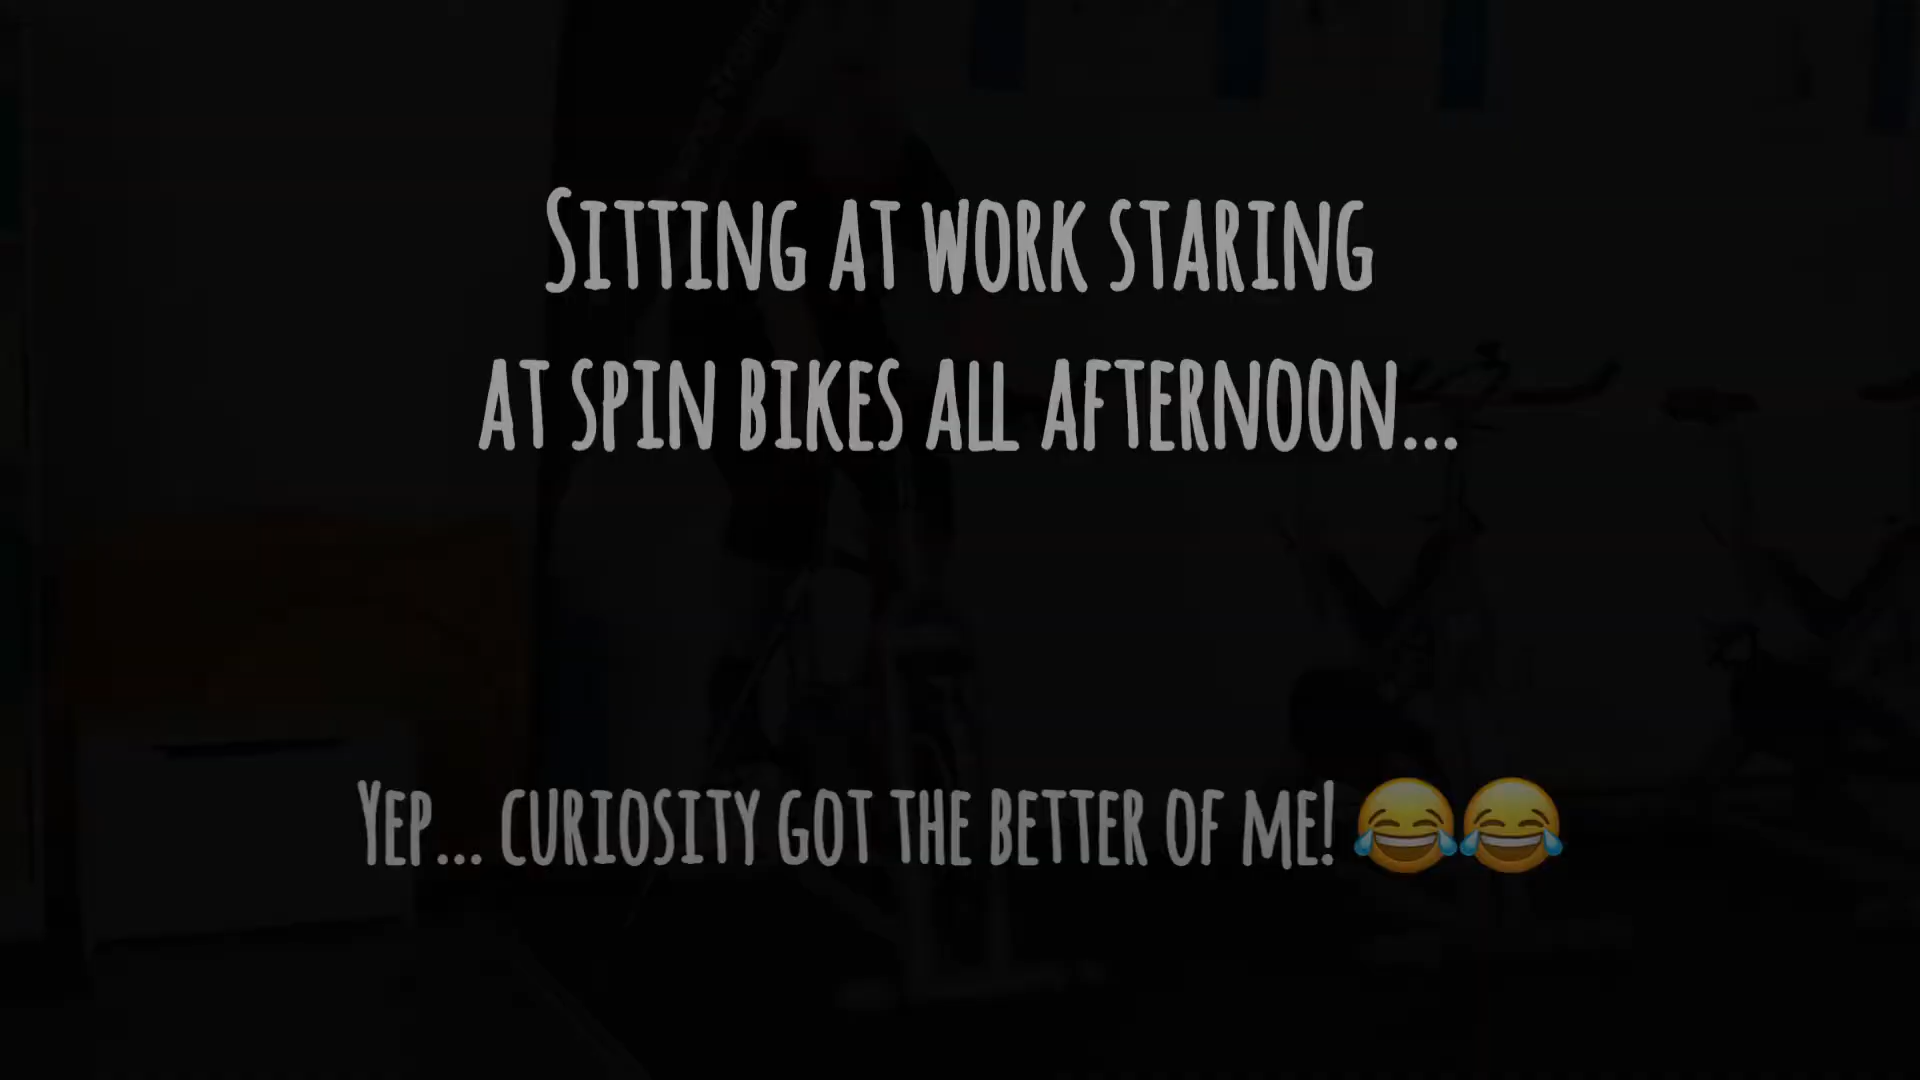 Sitting at work staring
at spin bikes all afternoon...
Yep... curiosity got the better of me! 😂😂